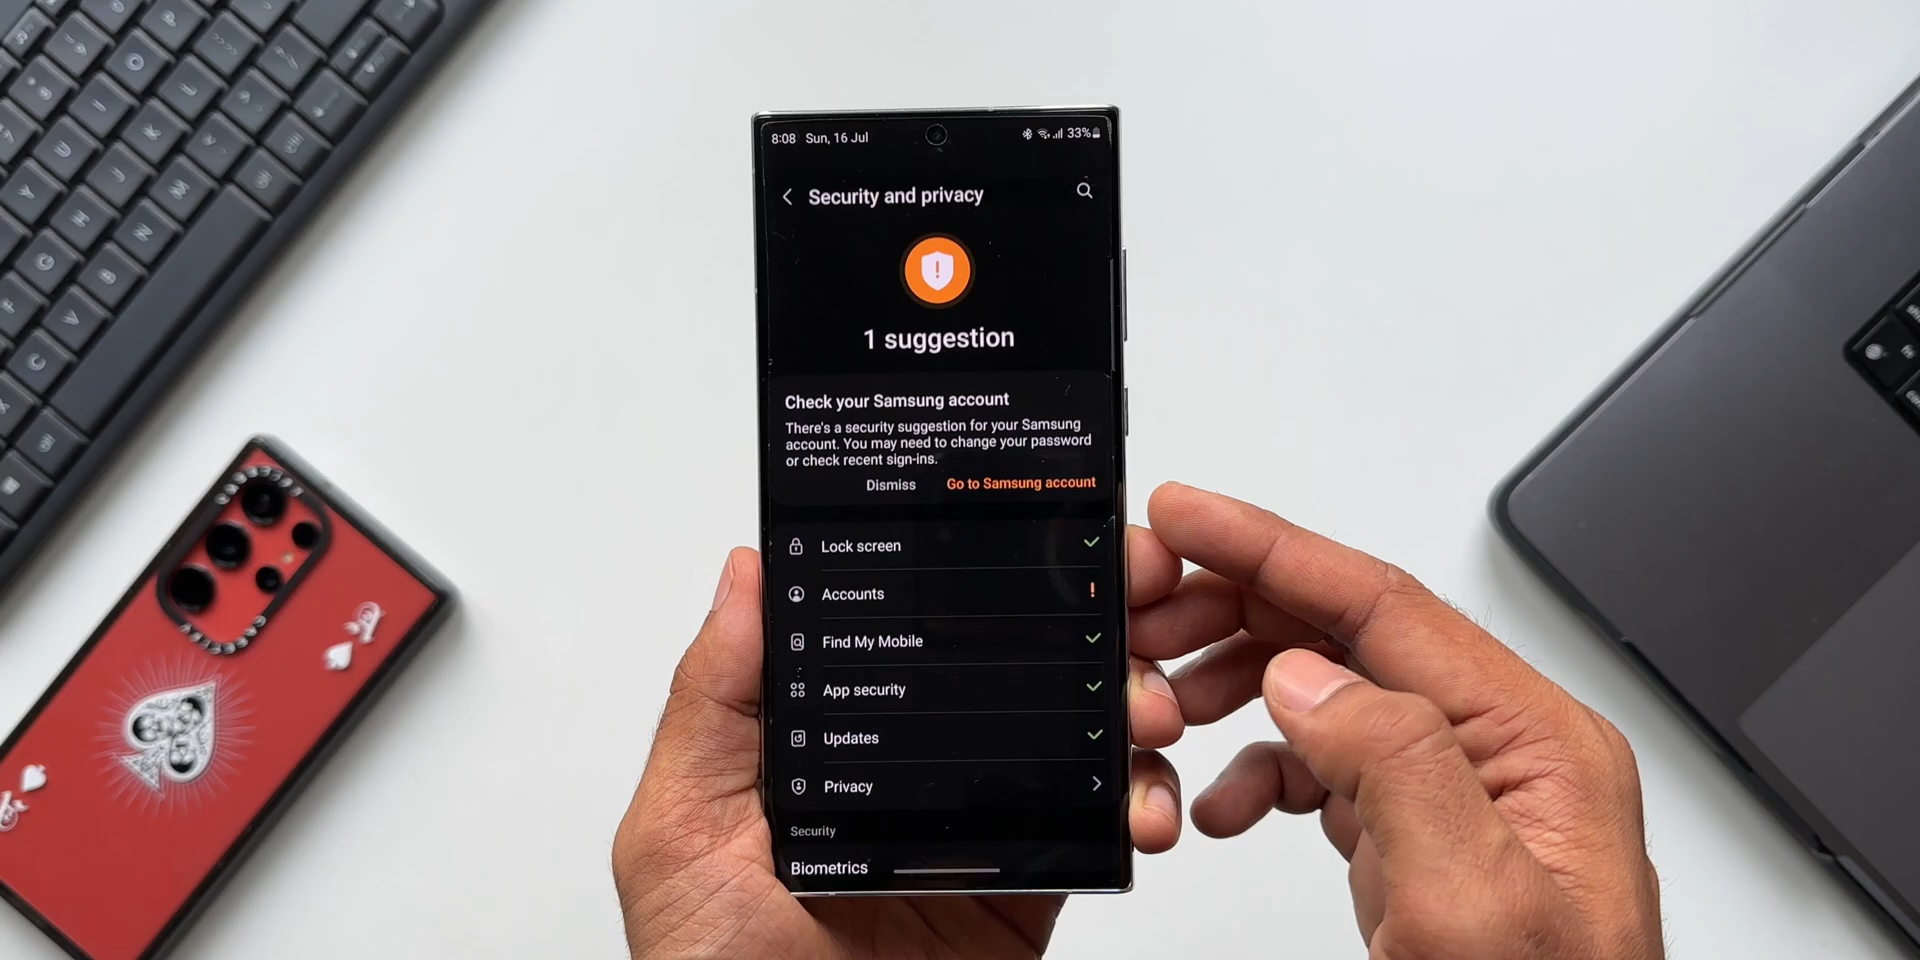 8:08 Sun, 16 Jul 33%
Security and privacy
1 suggestion
Check your Samsung account
There's a security suggestion for your Samsung
account. You may need to change your password
or check recent sign-ins.
Dismiss Go to Samsung account
Lock screen
Accounts
Find My Mobile
App security
Updates
Privacy
Security
Biometrics